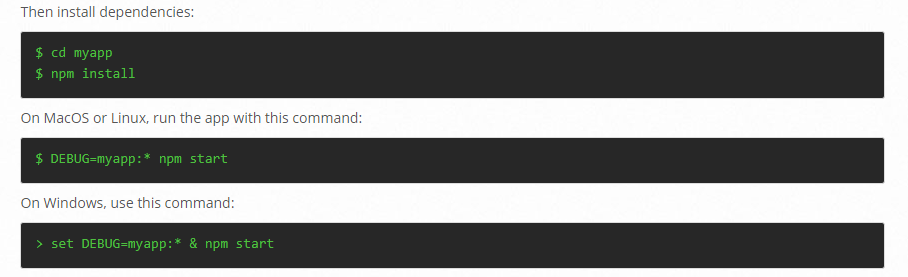 Then install dependencies:
$ cd myapp
$ npm install
On MacOS or Linux, run the app with this command:
$ DEBUG=myapp:* npm start
On Windows, use this command:
> set DEBUG=myapp:* & npm start